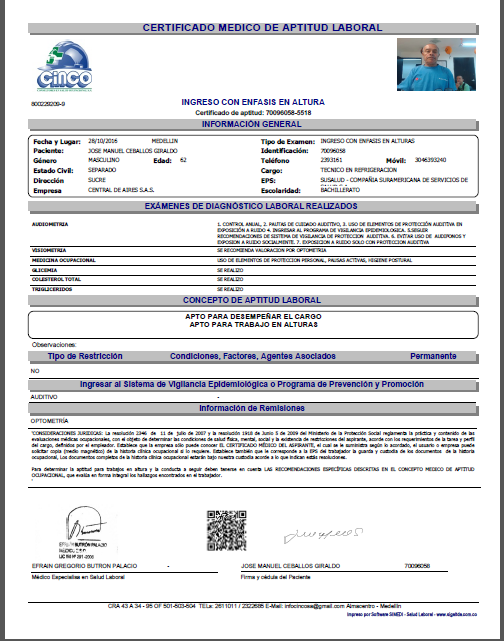 CERTIFICADO MEDICO DE APTITUD LABORAL
CINCO
800229209-9
INGRESO CON ENFASIS EN ALTURA
Certificado de aptitud: 70096058-5518
INFORMACIÓN GENERAL
Fecha y Lugar: 28/10/2016 MEDELLIN Tipo de Examen: INGRESO CON ENFASIS EN ALTURAS
Paciente: JOSE MANUEL CEBALLOS GIRALDO Identificación: 70096058
Género MASCULINO Edad: 62 Teléfono 2393161 Móvil: 3046393240
Estado Civil: SEPARADO Cargo: TECNICO EN REFRIGERACION
Dirección SUCRE EPS: SUSALUD - COMPAÑIA SURAMERICANA DE SERVICIOS DE
Empresa CENTRAL DE AIRES S.A.S. Escolaridad: BACHILLERATO
EXÁMENES DE DIAGNÓSTICO LABORAL REALIZADOS
AUDIOMETRIA 1. CONTROL ANUAL, 2. PAUTAS DE CUIDADO AUDITIVO, 3. USO DE ELEMENTOS DE PROTECCIÓN AUDITIVA EN
EXPOSICIÓN A RUIDO 4. INGRESAR AL PROGRAMA DE VIGILANCIA EPIDEMIOLOGICA. 5.SEGUIR
RECOMENDACIONES DE SISTEMA DE VIGILANCIA DE PROTECCION AUDITIVA. 6. EVITAR USO DE AUDIFONOS Y
EXPOSION A RUIDO SOCIALMENTE. 7. EXPOSICION A RUIDO SOLO CON PROTECCION AUDITIVA
VISIOMETRIA SE RECOMIENDA VALORACION POR OPTOMETRÍA
MEDICINA OCUPACIONAL USO DE ELEMENTOS DE PROTECCION PERSONAL, PAUSAS ACTIVAS, HIGIENE POSTURAL
GLICEMIA SE REALIZO
COLESTEROL TOTAL SE REALIZO
TRIGLICERIDOS SE REALIZO
CONCEPTO DE APTITUD LABORAL
APTO PARA DESEMPEÑAR EL CARGO
APTO PARA TRABAJO EN ALTURAS
Observaciones:
Tipo de Restricción Condiciones, Factores, Agentes Asociados Permanente
NO
Ingresar al Sistema de Vigilancia Epidemiológica o Programa de Prevención y Promoción
AUDITIVO -
Información de Remisiones
OPTOMETRÍA
"CONSIDERACIONES JURIDICAS: La resolución 2346 de 11 de julio de 2007 y la resolución 1918 de Junio 5 de 2009 del Ministerio de la Protección Social reglamenta la práctica y contenido de las
evaluaciones médicas ocupacionales, con el objeto de determinar las condiciones de salud física, mental, social y la existencia de restricciones del aspirante, acorde con los requerimientos de la tarea y perfil
del cargo, definidos por el empleador. Establece que la empresa sólo puede conocer EL CERTIFICADO MÉDICO DEL ASPIRANTE, el cual se le suministra según lo acordado, el usuario o empresa puede
solicitar copia (medio magnético) de la historia clínica ocupacional si lo requiere. Establece también que le corresponde a la EPS del trabajador la guarda y custodia de los documentos de la historia
ocupacional, Los documentos completos de la historia clínica ocupacional estarán bajo nuestra custodia acorde a lo que indican estás resoluciones.
Para determinar la aptitud para trabajos en altura y la conducta a seguir deben tenerse en cuenta LAS RECOMENDACIONES ESPECÍFICAS DESCRITAS EN EL CONCEPTO MEDICO DE APTITUD
OCUPACIONAL, que evalúa en forma integral los hallazgos encontrados en el trabajador.
EFRAIN GREGORIO BUTRON PALACIO - JOSE MANUEL CEBALLOS GIRALDO 70096058
Médico Especialista en Salud Laboral Firma y cédula del Paciente
CRA 43 A 34 - 95 OF 501-503-504 TELs: 2611011 / 2322685 E-Mail: infocincose@gmail.com Almacentro - Medellín
Impreso por Software SIMEDI - Salud Laboral - www.sigelida.com.co